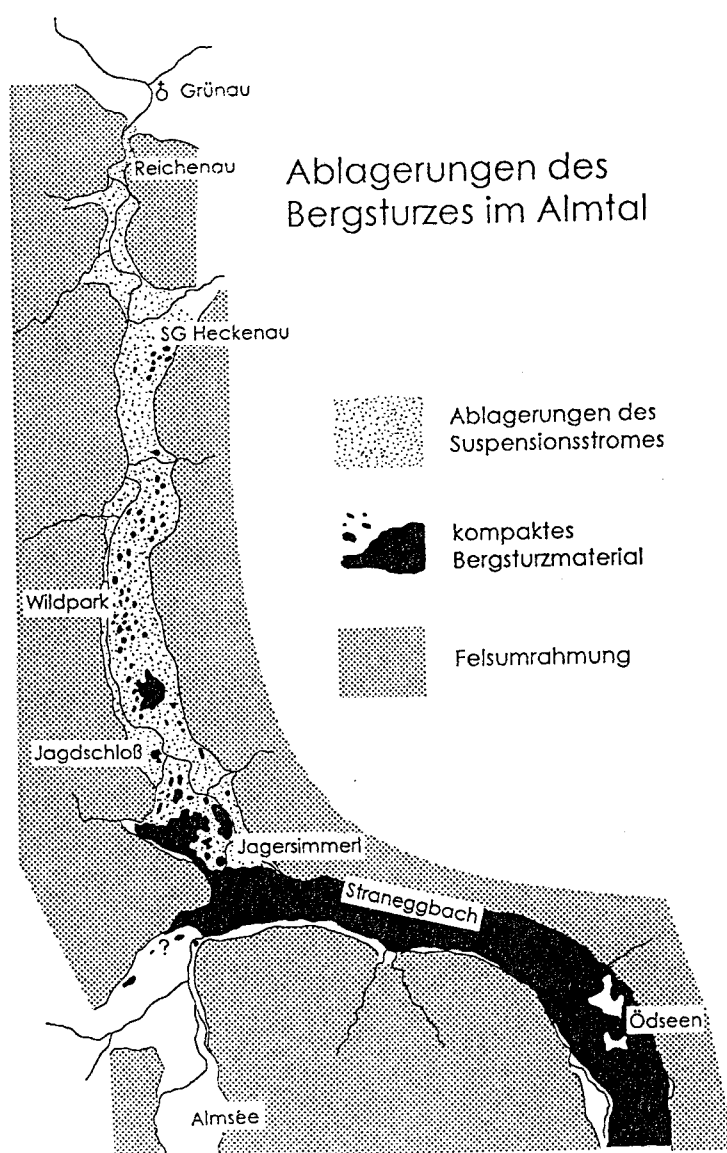 Grünau
Reichenau
Ablagerungen des
Bergsturzes im Almtal
SG Heckenau
Ablagerungen des
Suspensionsstromes
kompaktes
Bergsturzmaterial
Wildpark
Felsumrahmung
Jagdschloß
Jagersimmerl
Straneggbach
?
Ödseen
Almsee